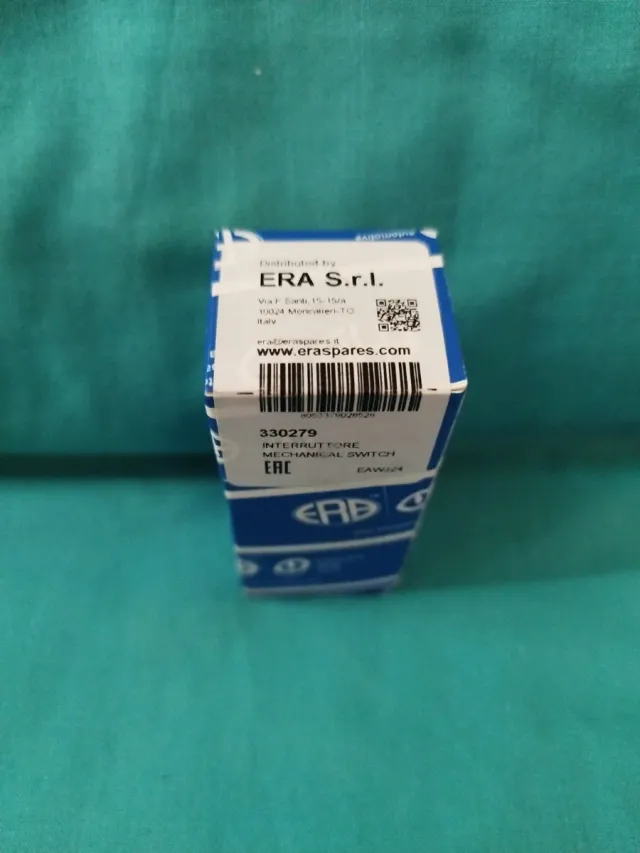 automotive
Distributed by
ERA S.r.l.
Via F. Santi, 15-15/a
10024 Moncalieri-TO
Italy
era@eraspares.it
www.eraspares.com
330279
INTERRUTTORE
MECHANICAL SWITCH
EAC
ERA